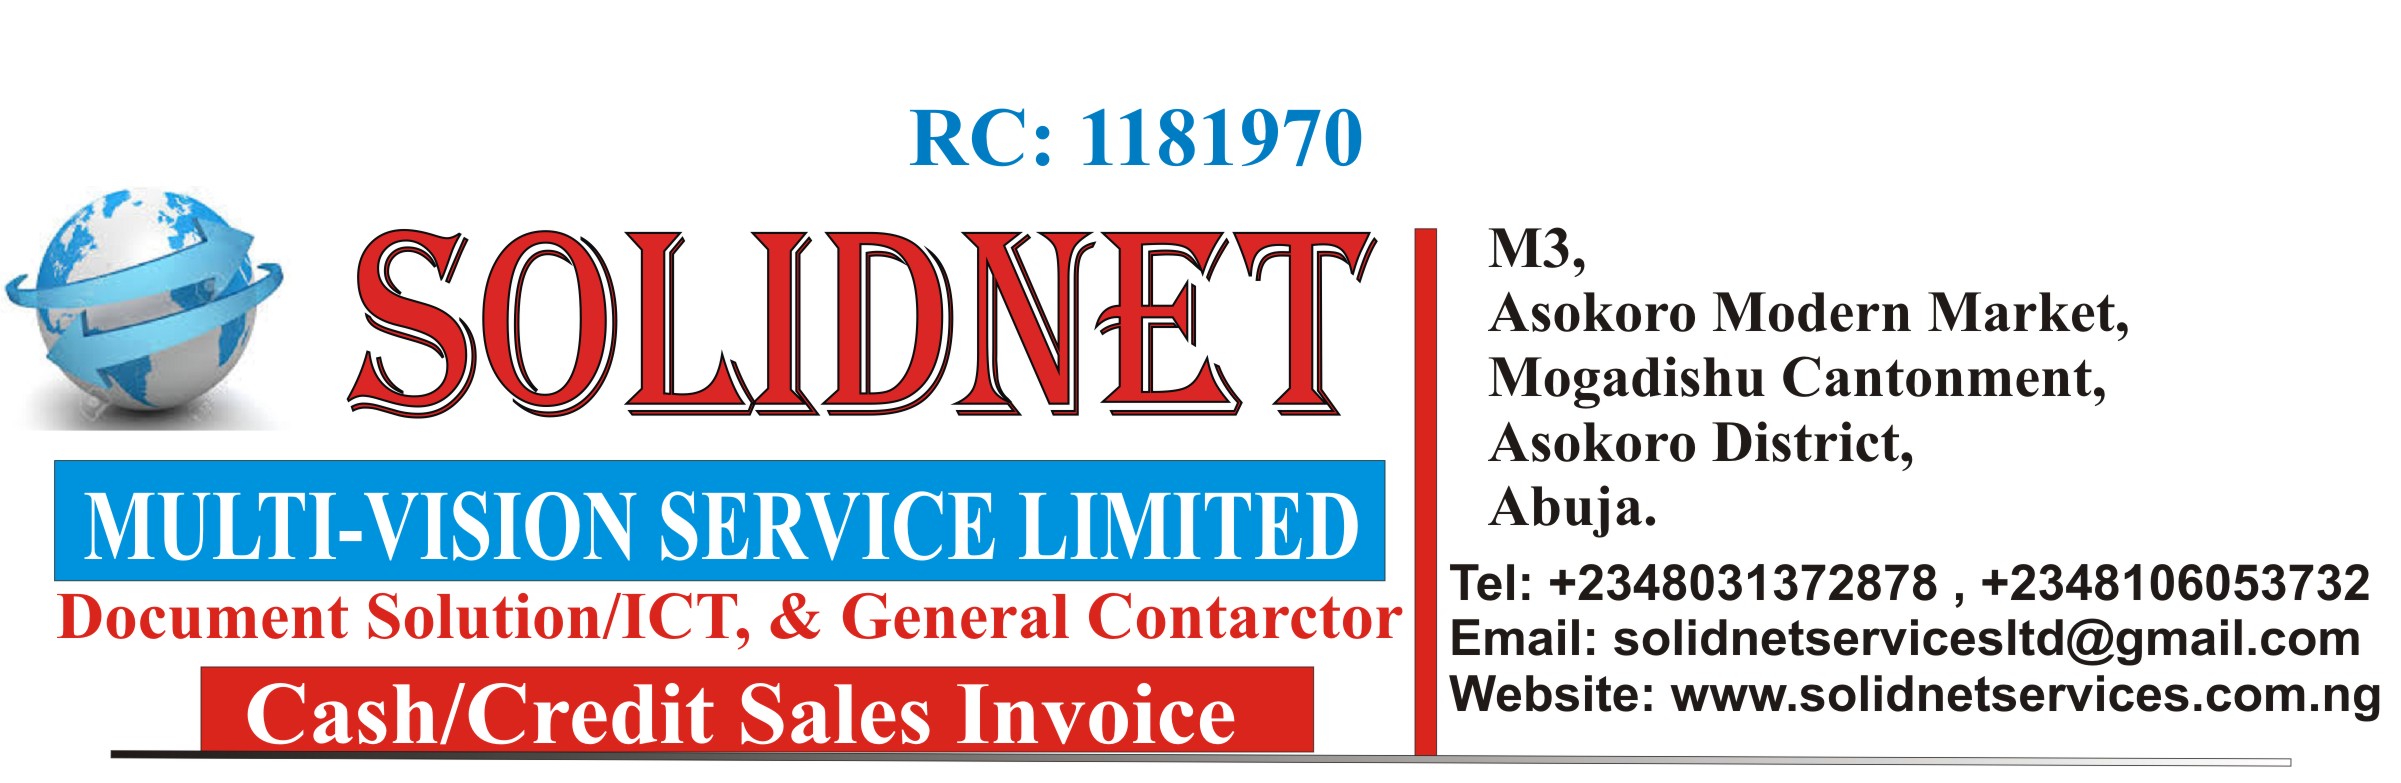 RC: 1181970
SOLIDNET
MULTI-VISION SERVICE LIMITED
Document Solution/ICT, & General Contarctor
Cash/Credit Sales Invoice
M3,
Asokoro Modern Market,
Mogadishu Cantonment,
Asokoro District,
Abuja.
Tel: +2348031372878 , +2348106053732
Email: solidnetservicesltd@gmail.com
Website: www.solidnetservices.com.ng